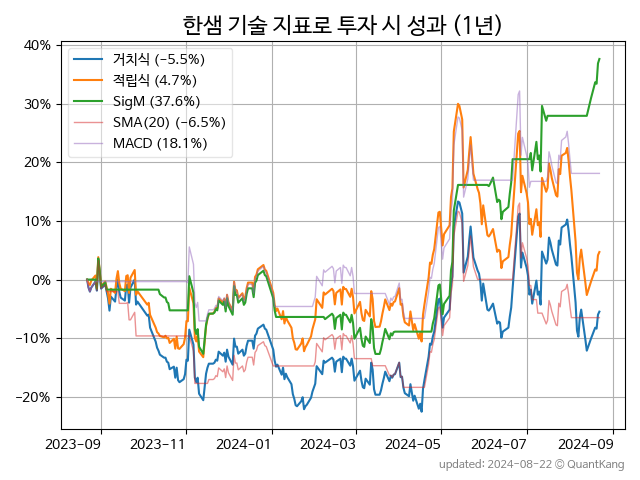 한샘 기술 지표로 투자 시 성과 (1년)
40%
30%
20%
10%
0%
−10%
−20%
거치식 (−5.5%)
적립식 (4.7%)
SigM (37.6%)
SMA(20) (−6.5%)
MACD (18.1%)
2023-09 2023-11 2024-01 2024-03 2024-05 2024-07 2024-09
updated: 2024-08-22 © QuantKang